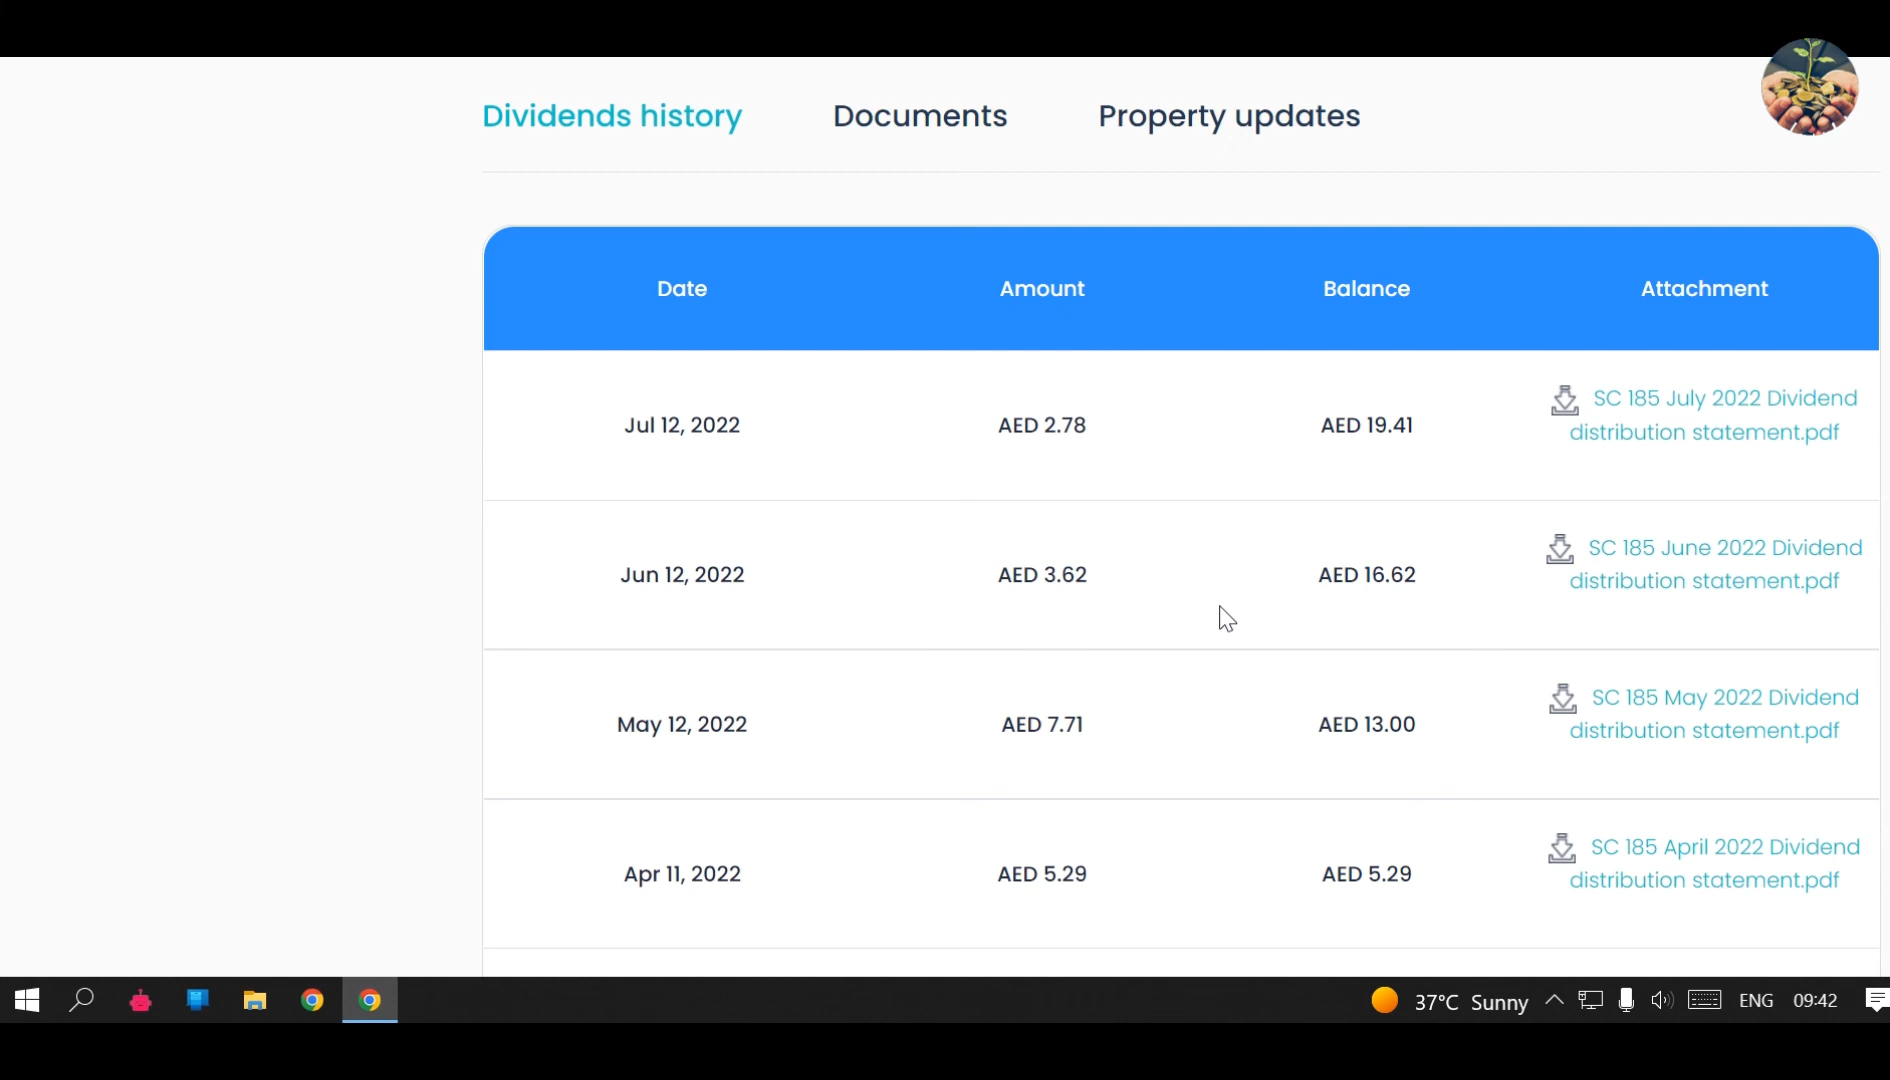 Dividends history Documents Property updates
Date Amount Balance Attachment
Jul 12, 2022 AED 2.78 AED 19.41 SC 185 July 2022 Dividend
distribution statement.pdf
Jun 12, 2022 AED 3.62 AED 16.62 SC 185 June 2022 Dividend
distribution statement.pdf
May 12, 2022 AED 7.71 AED 13.00 SC 185 May 2022 Dividend
distribution statement.pdf
Apr 11, 2022 AED 5.29 AED 5.29 SC 185 April 2022 Dividend
distribution statement.pdf
37°C Sunny ENG 09:42